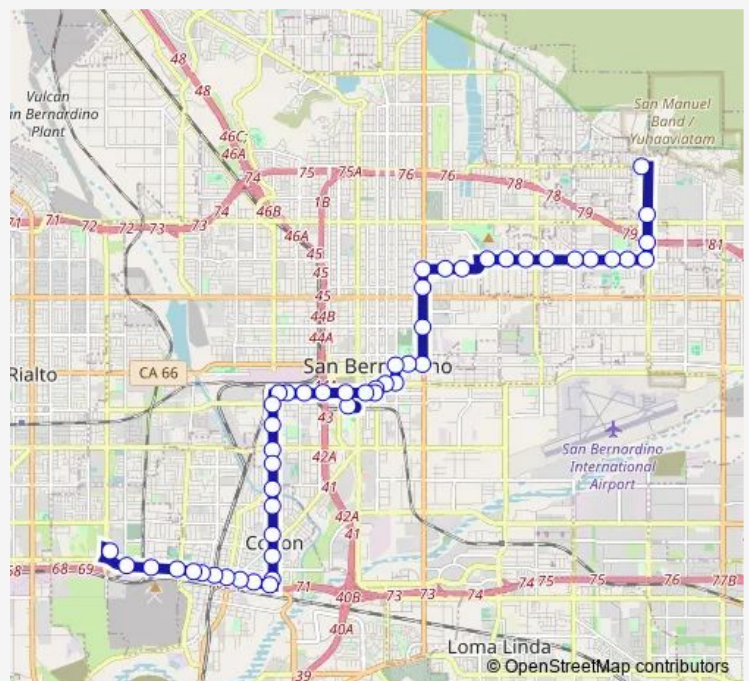 48
48
Vulcan
n Bernardino
Plant
San Manuel
Band /
Yuhaaviatam
46C;
46A
74
75
75A
76
76
78
78
79
79
81
71
71
72
72
73
73
74
46B
1B
46A
45
45
45
44B
44A
Rialto
CA 66
San Bernardino
43
San Bernardino
International
Airport
42A
41
42A
41
Colton
68
68
69
71
40B
73
73
74
74
75
75
76
77B
40A
39
Loma Linda
© OpenStreetMap contributors